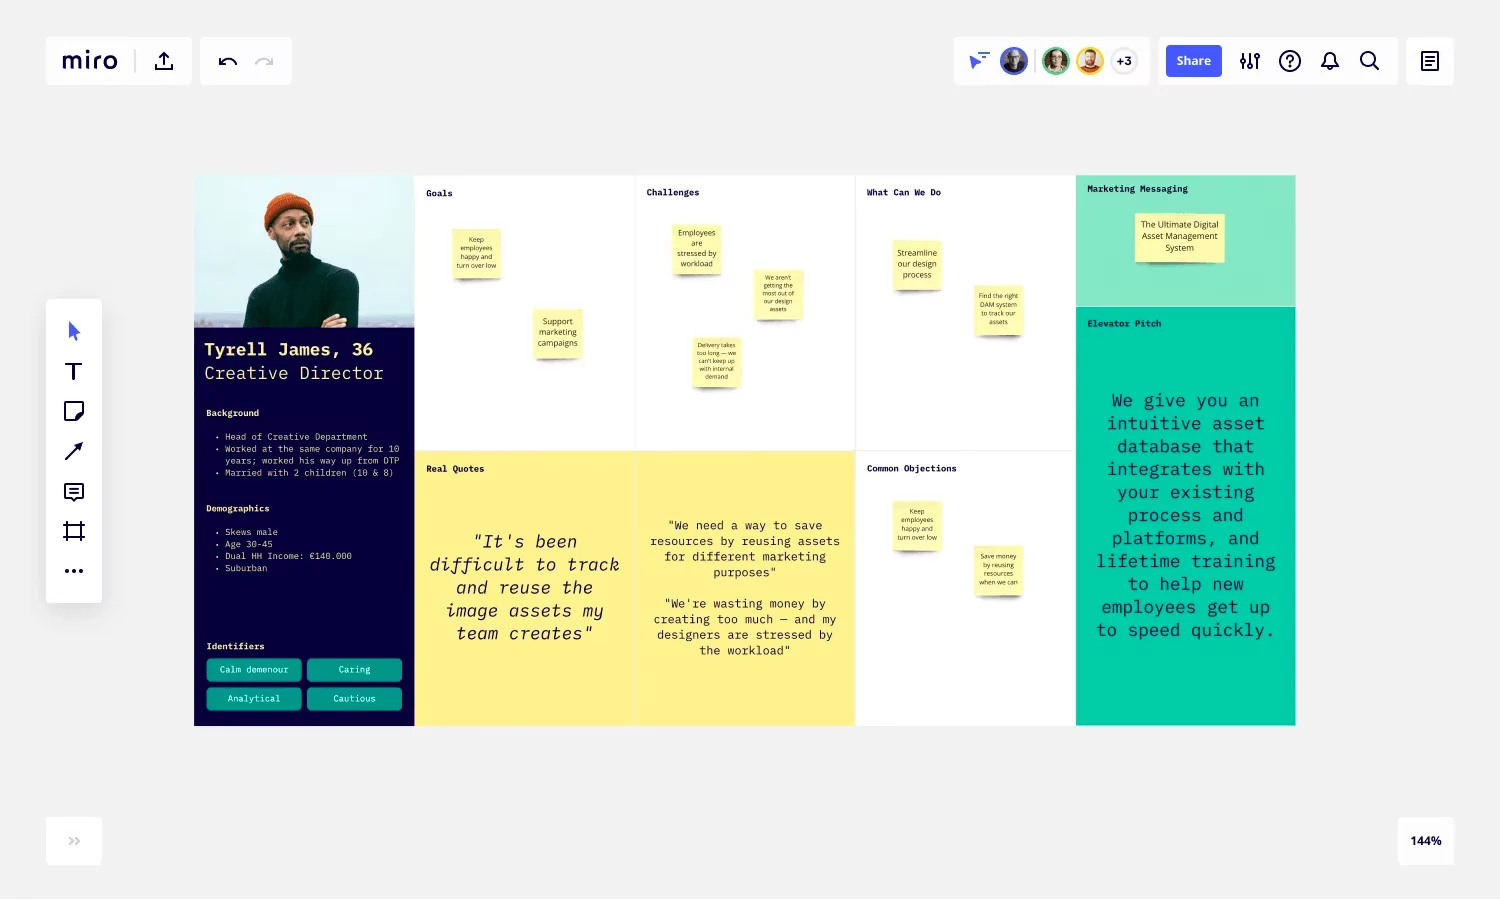 miro
+3
Share
Tyrell James, 36
Creative Director
Background
• Head of Creative Department
• Worked at the same company for 10
years; worked his way up from DTP
• Married with 2 children (10 & 8)
Demographics
• Skews male
• Age 30-45
• Dual HH Income: €140.000
• Suburban
Identifiers
Calm demenour
Caring
Analytical
Cautious
Goals
Keep
employees
happy and
turn over low
Support
marketing
campaigns
Challenges
Employees
are
stressed by
workload
We aren't
getting the
most out of
our design
assets
Delivery takes
too long — we
can't keep up
with internal
demand
What Can We Do
Streamline
our design
process
Find the right
DAM system
to track our
assets
Marketing Messaging
The Ultimate Digital
Asset Management
System
Real Quotes
"It's been
difficult to track
and reuse the
image assets my
team creates"
"We need a way to save
resources by reusing assets
for different marketing
purposes"
"We're wasting money by
creating too much — and my
designers are stressed by
the workload"
Common Objections
Keep
employees
happy and
turn over low
Save money
by reusing
resources
when we can
Elevator Pitch
We give you an
intuitive asset
database that
integrates with
your existing
process and
platforms, and
lifetime training
to help new
employees get up
to speed quickly.
144%